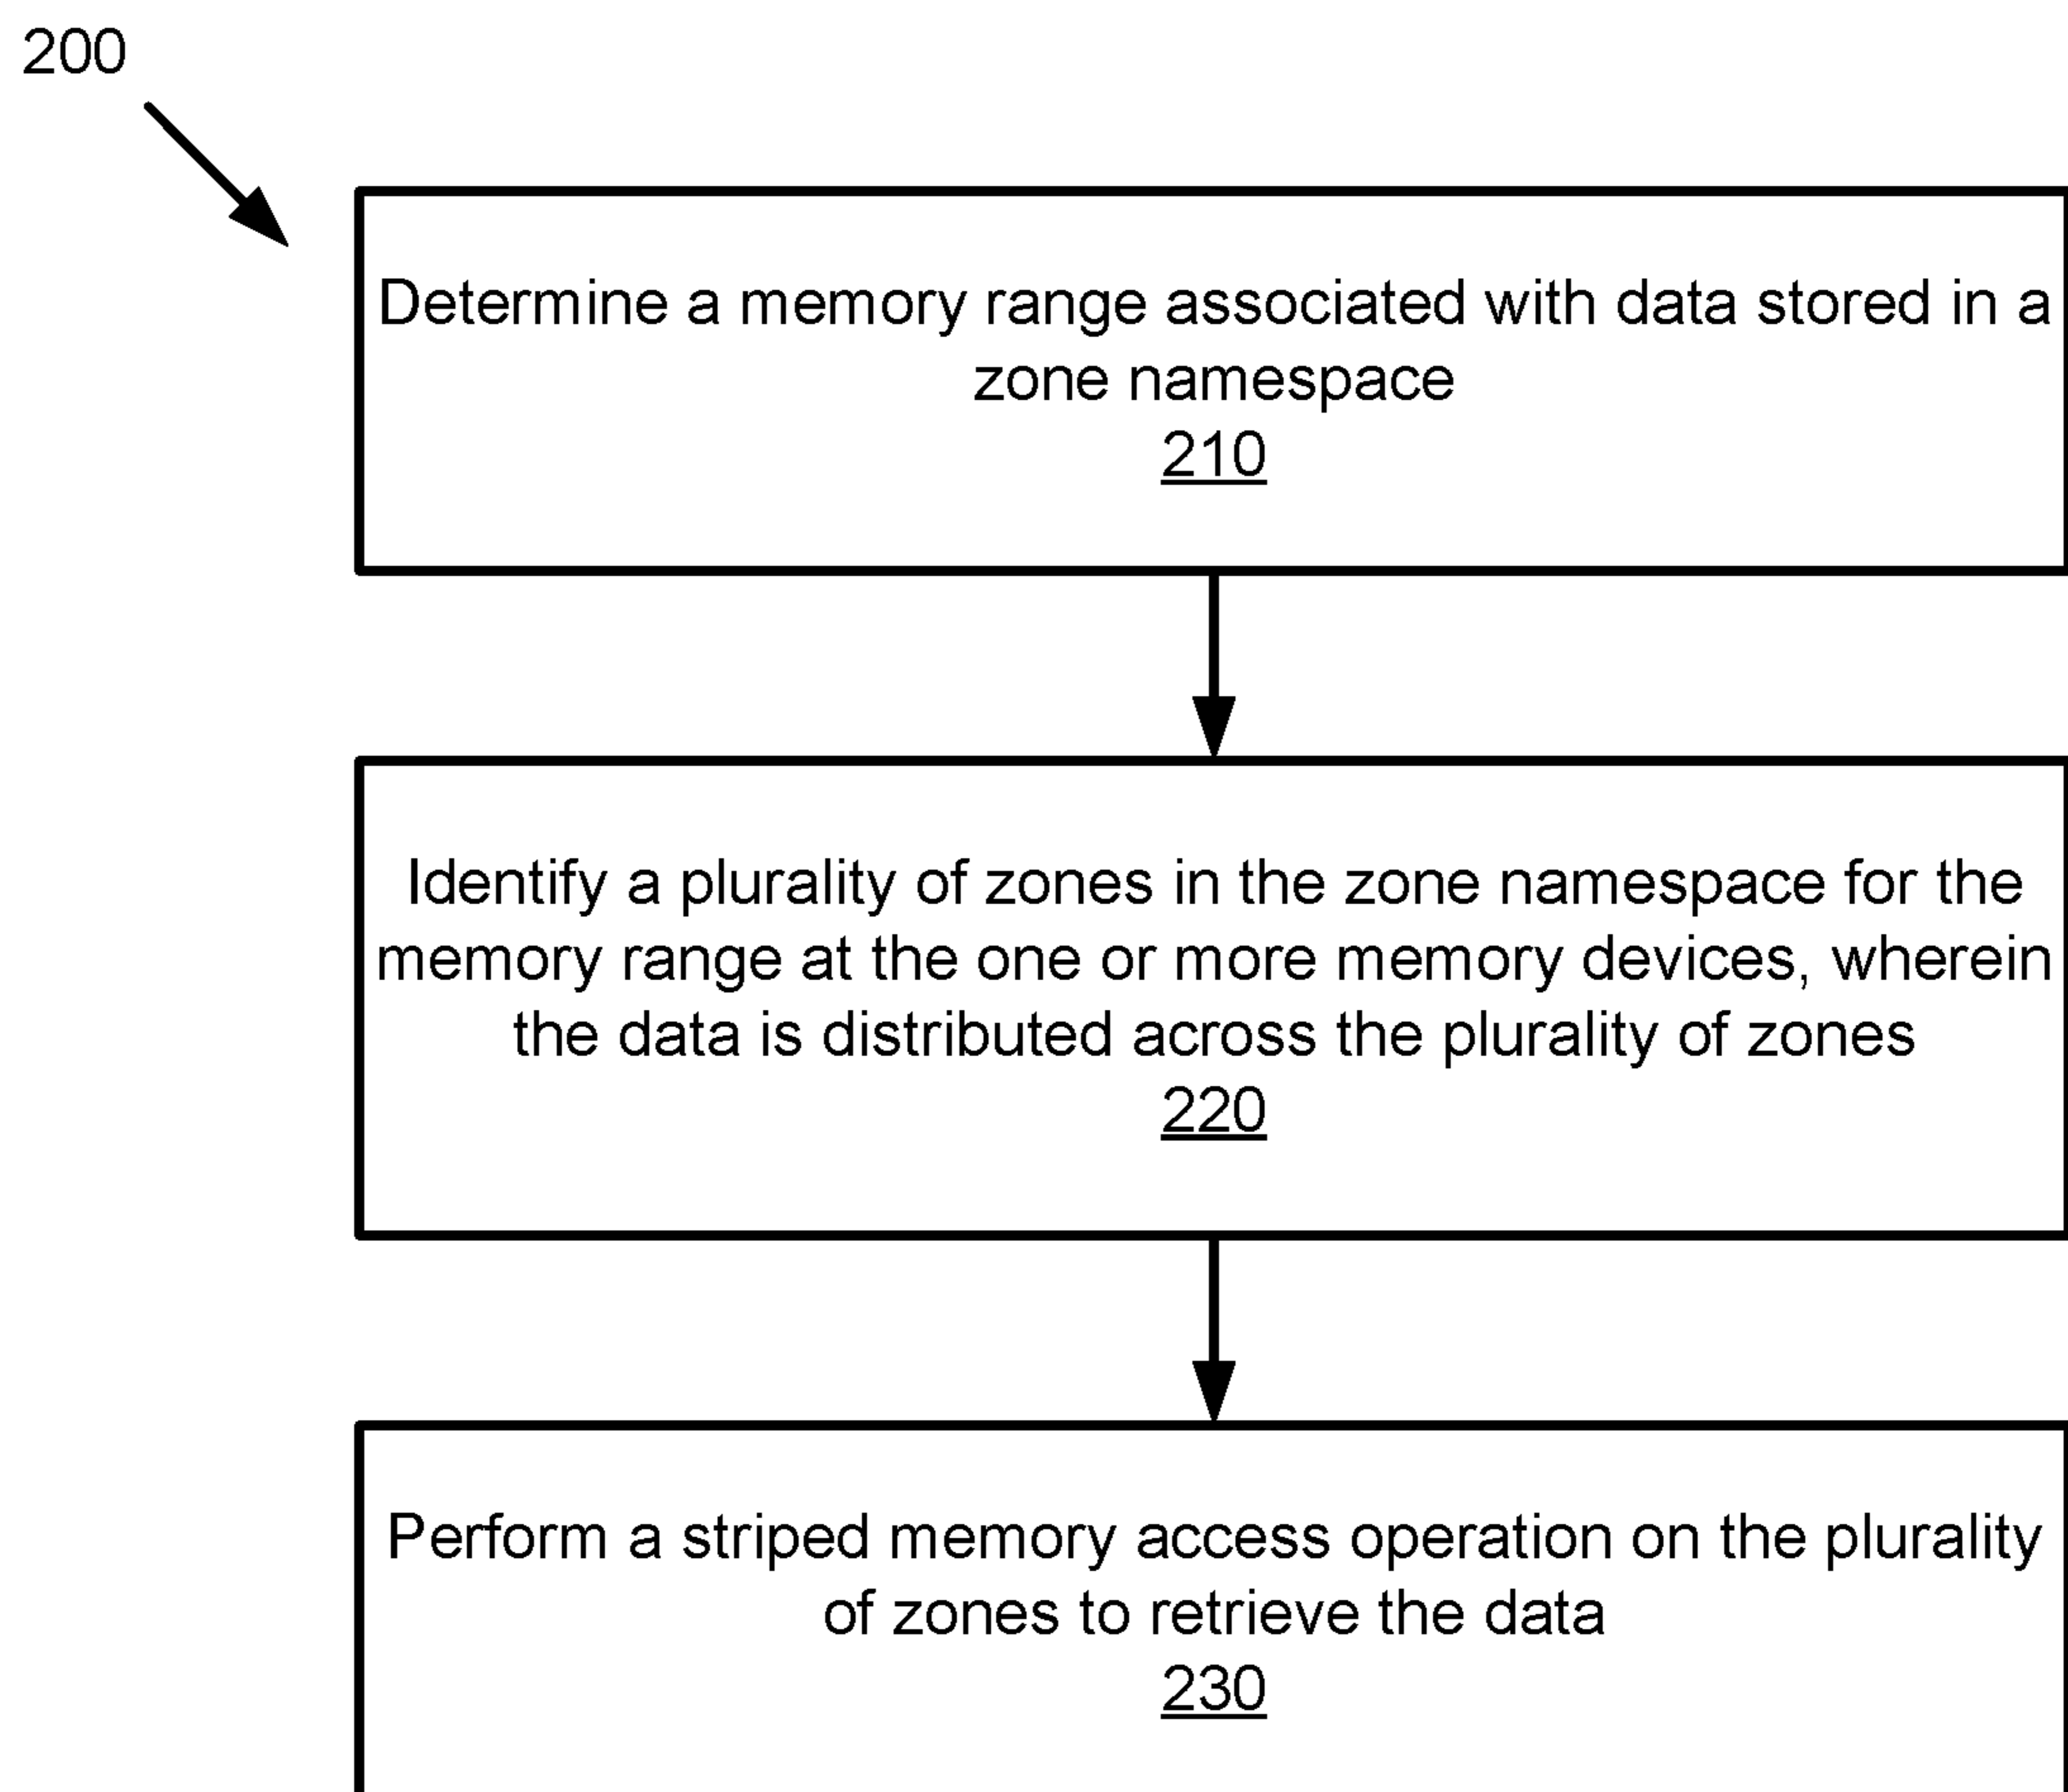 200
Determine a memory range associated with data stored in a
zone namespace
210
Identify a plurality of zones in the zone namespace for the
memory range at the one or more memory devices, wherein
the data is distributed across the plurality of zones
220
Perform a striped memory access operation on the plurality
of zones to retrieve the data
230